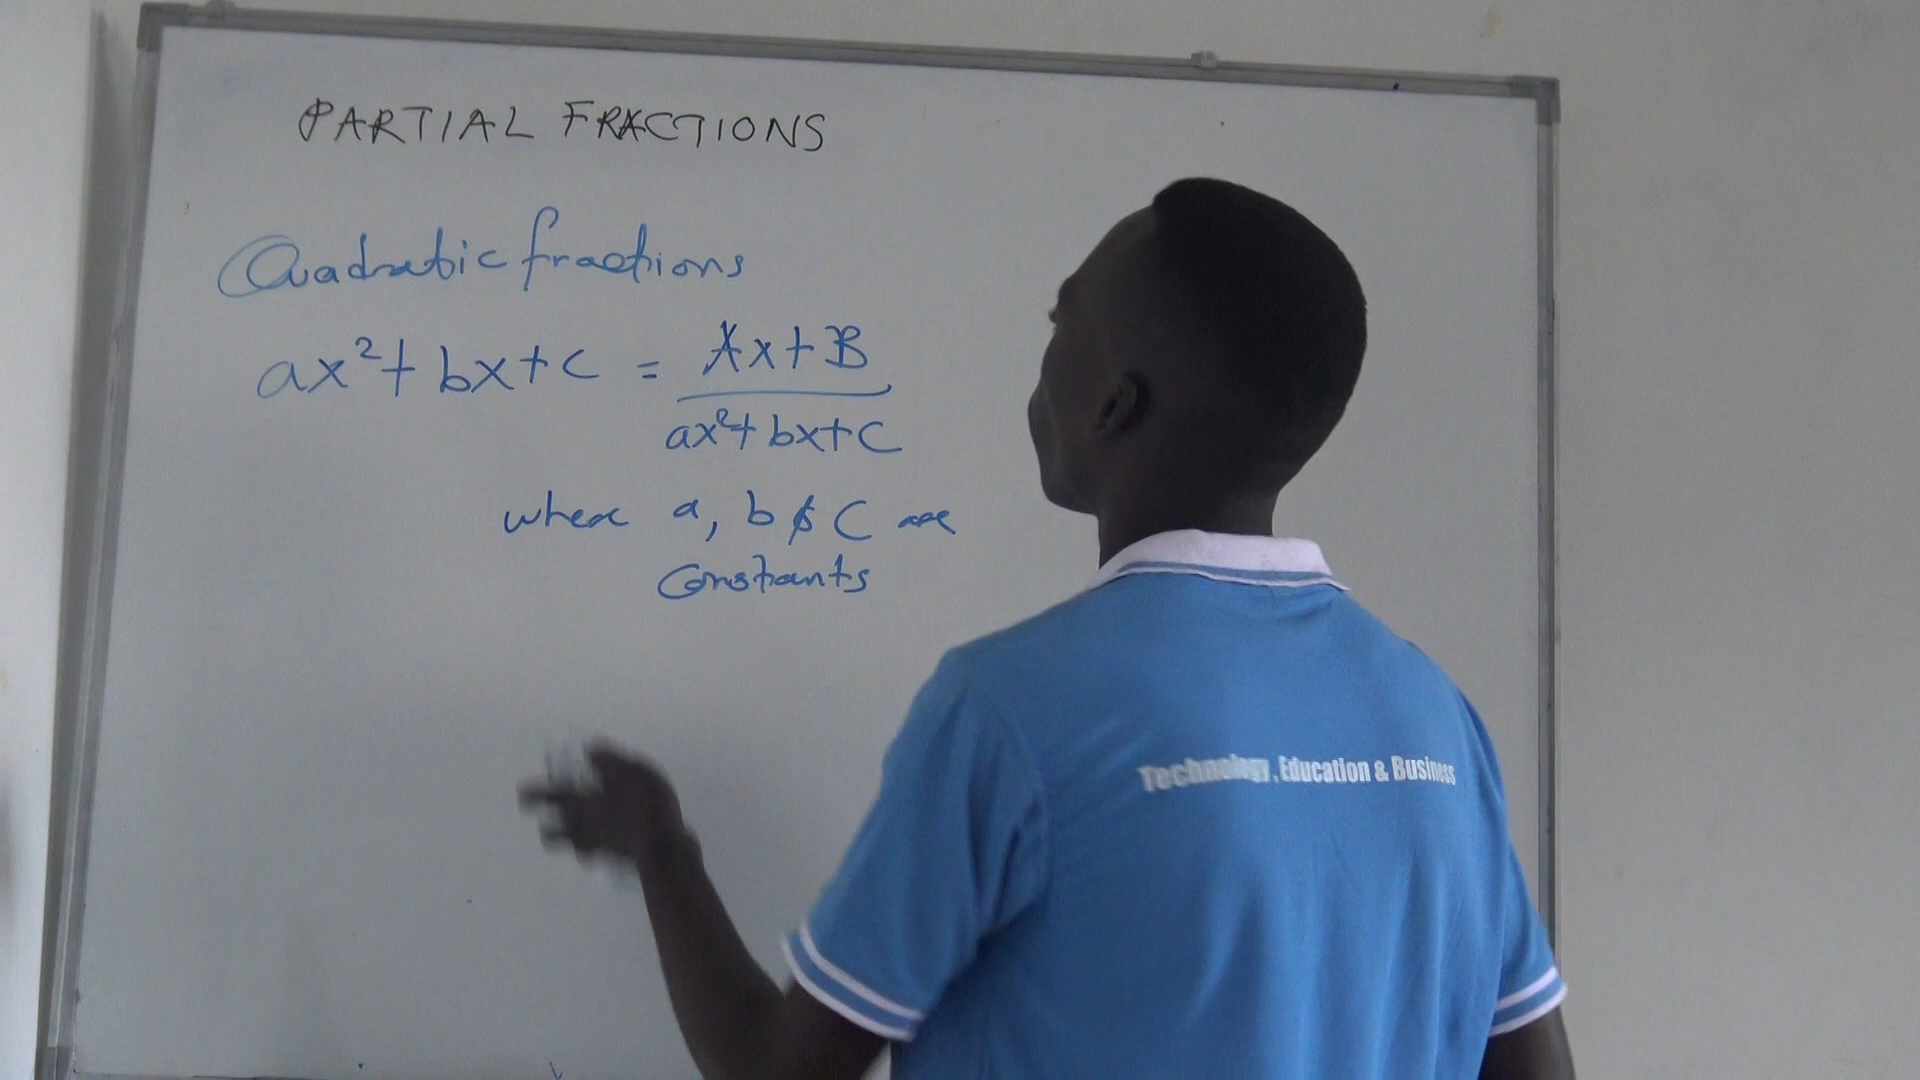 PARTIAL FRACTIONS
Quadratic fractions
ax²+ bx+c = Ax+B / ax²+ bx+c
where a, b & C are
Constants
Technology . Education & Business